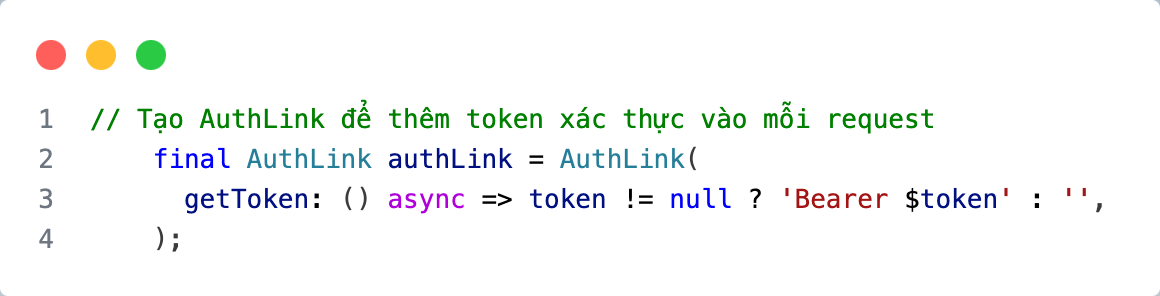 1 // Tạo AuthLink để thêm token xác thực vào mỗi request
2 final AuthLink authLink = AuthLink(
3 getToken: () async => token != null ? 'Bearer $token' : '',
4 );